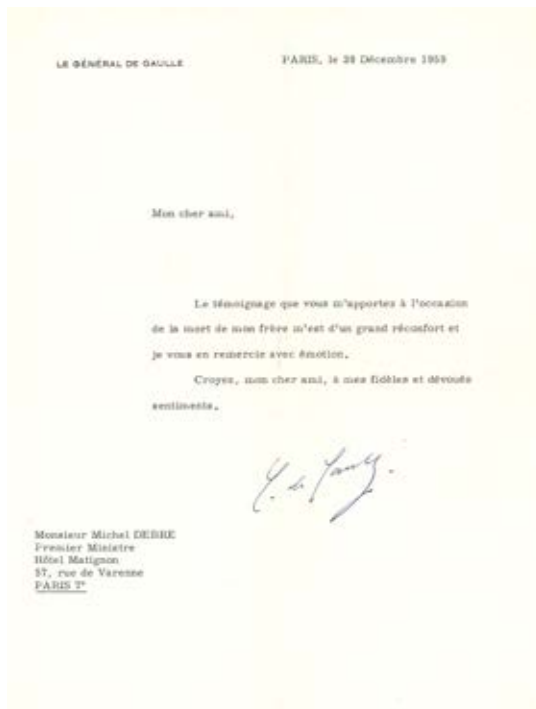 LE GÉNÉRAL DE GAULLE
PARIS, le 28 Décembre 1959
Mon cher ami,
Le témoignage que vous m'apportez à l'occasion
de la mort de mon frère m'est d'un grand réconfort et
je vous en remercie avec émotion.
Croyez, mon cher ami, à mes fidèles et dévoués
sentiments.
C. de Gaulle.
Monsieur Michel DEBRE
Premier Ministre
Hôtel Matignon
57, rue de Varenne
PARIS 7°